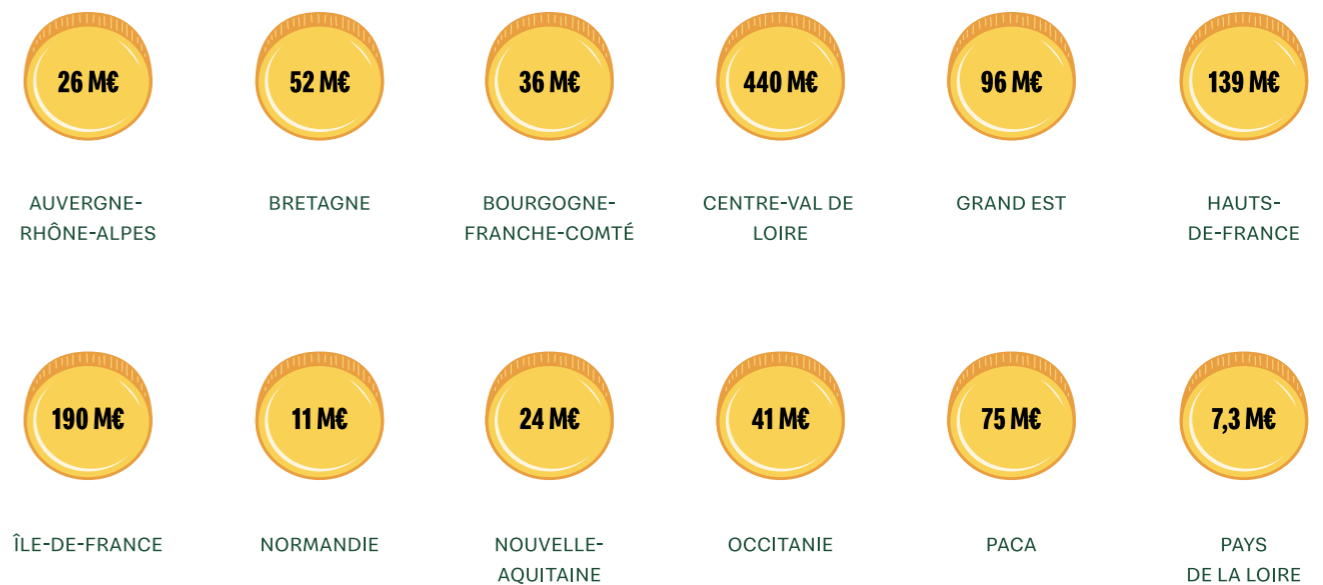 26 M€
52 M€
36 M€
440 M€
96 M€
139 M€
AUVERGNE-
RHÔNE-ALPES
BRETAGNE
BOURGOGNE-
FRANCHE-COMTÉ
CENTRE-VAL DE
LOIRE
GRAND EST
HAUTS-
DE-FRANCE
190 M€
11 M€
24 M€
41 M€
75 M€
7,3 M€
ÎLE-DE-FRANCE
NORMANDIE
NOUVELLE-
AQUITAINE
OCCITANIE
PACA
PAYS
DE LA LOIRE